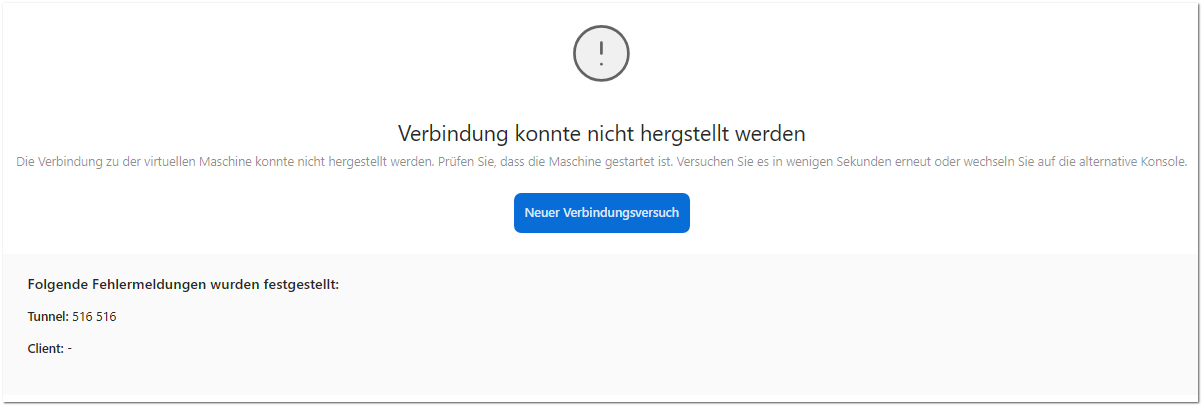 Verbindung konnte nicht hergstellt werden
Die Verbindung zu der virtuellen Maschine konnte nicht hergestellt werden. Prüfen Sie, dass die Maschine gestartet ist. Versuchen Sie es in wenigen Sekunden erneut oder wechseln Sie auf die alternative Konsole.
Neuer Verbindungsversuch
Folgende Fehlermeldungen wurden festgestellt:
Tunnel: 516 516
Client: -